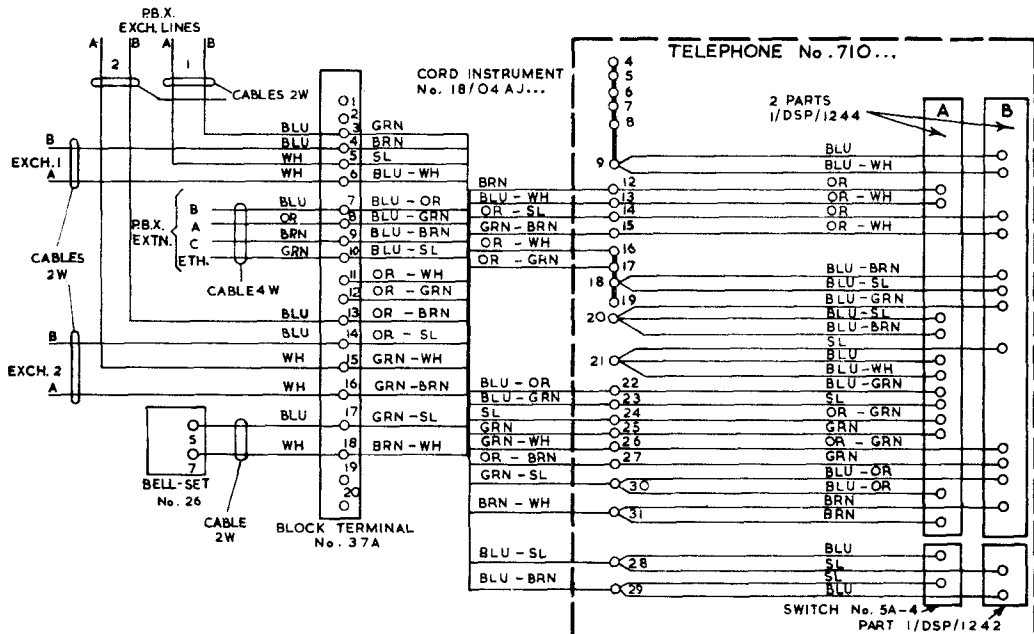 P.B.X.
EXCH. LINES
A B A B
2 1
CABLES 2W
CORD INSTRUMENT
No. 18/04 AJ...
TELEPHONE No. 710...
2 PARTS
1/DSP/1244
A B
4
5
6
7
8
9 BLU
BLU-WH
1
2
BLU 3 GRN
B BLU 4 BRN
EXCH. 1 WH 5 SL
A WH 6 BLU-WH
P.B.X.
EXTN.
B BLU 7 BLU-OR
A OR 8 BLU-GRN
C BRN 9 BLU-BRN
ETH. GRN 10 BLU-SL
CABLE 4W
CABLES
2W
11 OR-WH
12 OR-GRN
BLU 13 OR-BRN
B BLU 14 OR-SL
EXCH. 2 WH 15 GRN-WH
A WH 16 GRN-BRN
BLU 17 GRN-SL
WH 18 BRN-WH
19
20
5
7
BELL-SET
No. 26
CABLE
2W
BLOCK TERMINAL
No. 37A
BRN 12 OR
BLU-WH 13 OR-WH
OR-SL 14 OR
GRN-BRN 15 OR-WH
OR-WH 16
OR-GRN 17
18 BLU-BRN
BLU-SL
19 BLU-GRN
20 BLU-SL
BLU-BRN
SL
21 BLU
BLU-WH
BLU-OR 22 BLU-GRN
BLU-GRN 23 SL
SL 24 OR-GRN
GRN 25 GRN
GRN-WH 26 OR-GRN
OR-BRN 27 GRN
GRN-SL 30 BLU-OR
BLU-OR
BRN-WH 31 BRN
BRN
BLU-SL 28 BLU
SL
BLU-BRN 29 SL
BLU
SWITCH No. 5A-4
PART 1/DSP/1242